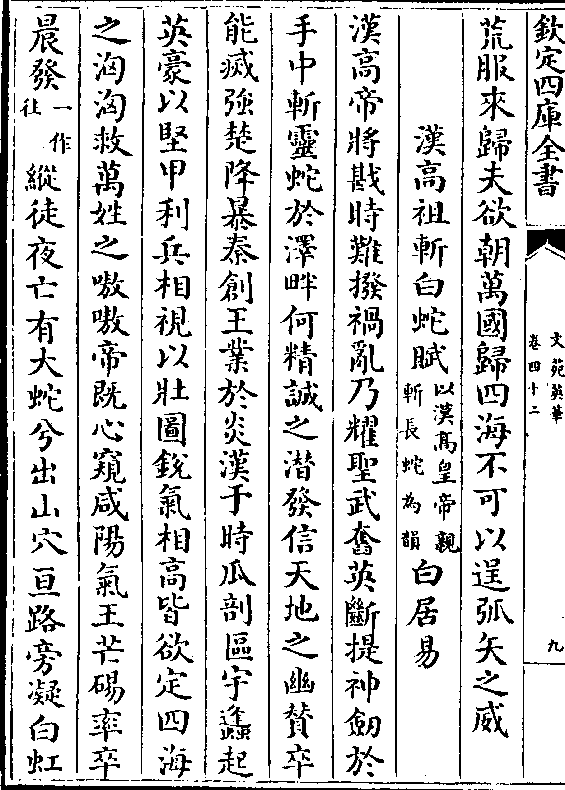 欽定四庫全書
文苑英華
卷四十二
九
荒服來歸夫欲朝萬國歸四海不可以逞弧矢之威
漢高祖斬白蛇賦以漢髙皇帝親斬長蛇為韻 白居易
漢高帝將戡時難撥禍亂乃耀聖武奮英斷提神劒於
手中斬靈蛇於澤畔何精誠之潛發信天地之幽賛卒
能滅強楚降暴秦創王業於炎漢于時瓜剖區宇蠭起
英豪以堅甲利兵相視以壯圖銳氣相高皆欲定四海
之洶洶救萬姓之嗷嗷帝既心窺咸陽氣王芒碭率卒
晨發一作往縱徒夜亡有大蛇兮出山穴亘路旁凝白虹